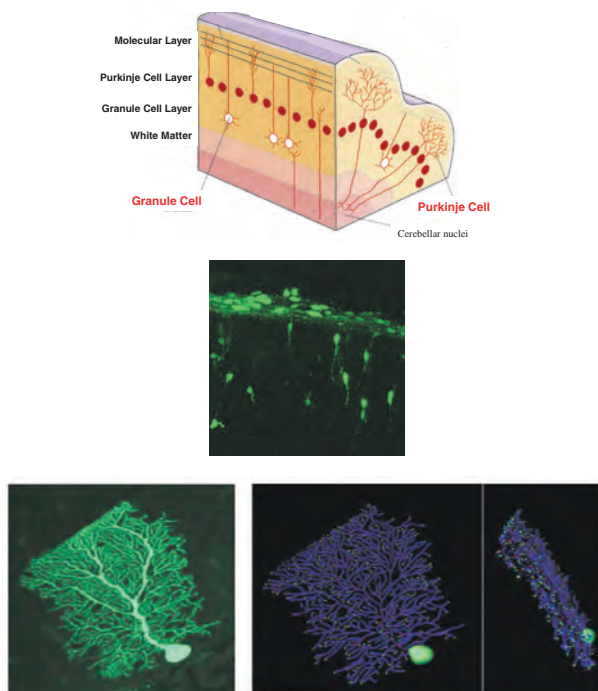 Molecular Layer
Purkinje Cell Layer
Granule Cell Layer
White Matter
Granule Cell
Purkinje Cell
Cerebellar nuclei